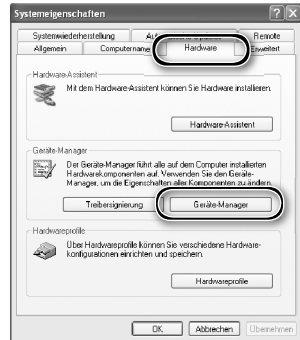 Systemeigenschaften
Systemwiederherstellung
Remote
Allgemein Computername Hardware Erweitert
Hardware-Assistent
Mit dem Hardware-Assistent können Sie Hardware installieren.
Hardware-Assistent
Geräte-Manager
Der Geräte-Manager führt alle auf dem Computer installierten
Hardwarekomponenten auf. Verwenden Sie den Geräte-
Manager, um die Eigenschaften aller Komponenten zu ändern.
Treibersignierung Geräte-Manager
Hardwareprofile
Über Hardwareprofile können Sie verschiedene Hardware-
konfigurationen einrichten und speichern.
Hardwareprofile
OK Abbrechen Übernehmen